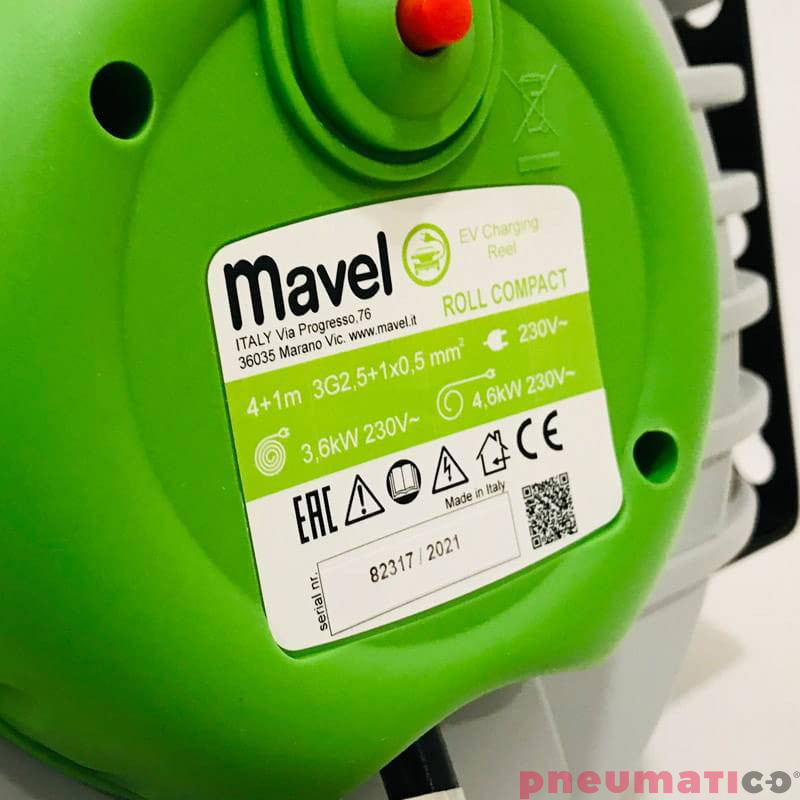 mavel
EV Charging
Reel
ROLL COMPACT
ITALY Via Progresso,76
36035 Marano Vic. www.mavel.it
4+1m 3G2,5+1x0,5 mm² 230V~
3,6kW 230V~ 4,6kW 230V~
EAC CE
Made in Italy
serial nr. 82317 / 2021
pneumatico®